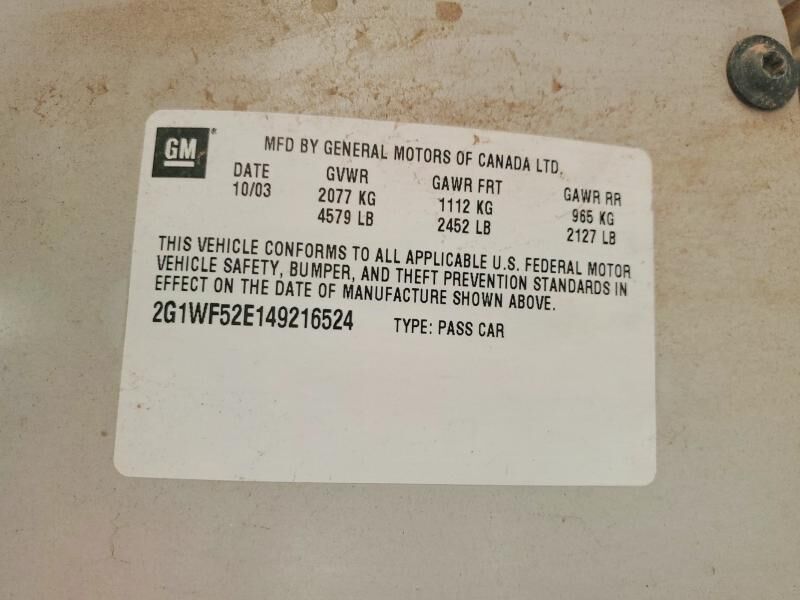 GM
MFD BY GENERAL MOTORS OF CANADA LTD.
DATE GVWR GAWR FRT GAWR RR
10/03 2077 KG 1112 KG 965 KG
4579 LB 2452 LB 2127 LB
THIS VEHICLE CONFORMS TO ALL APPLICABLE U.S. FEDERAL MOTOR
VEHICLE SAFETY, BUMPER, AND THEFT PREVENTION STANDARDS IN
EFFECT ON THE DATE OF MANUFACTURE SHOWN ABOVE.
2G1WF52E149216524 TYPE: PASS CAR